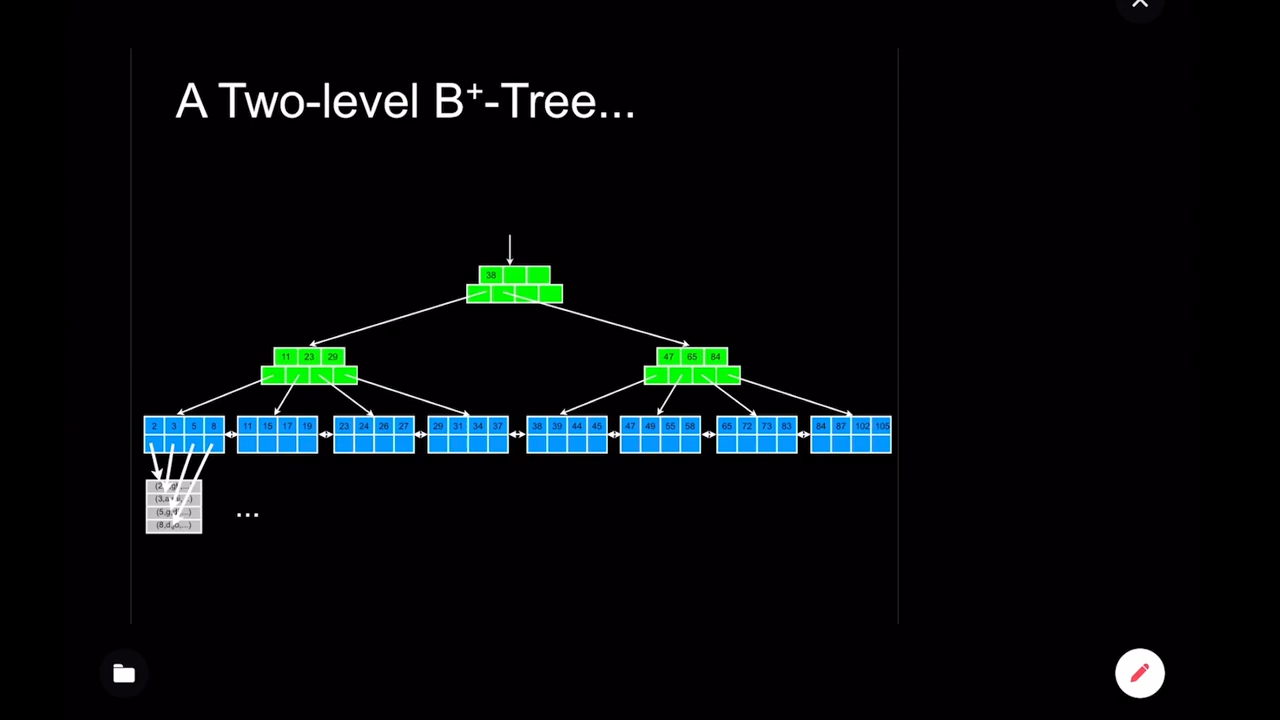 A Two-level B⁺-Tree...
38
11 23 29
47 65 84
2 3 5 8
11 15 17 19
23 24 26 27
29 31 34 37
38 39 44 45
47 49 55 58
65 72 73 83
84 87 102 105
...